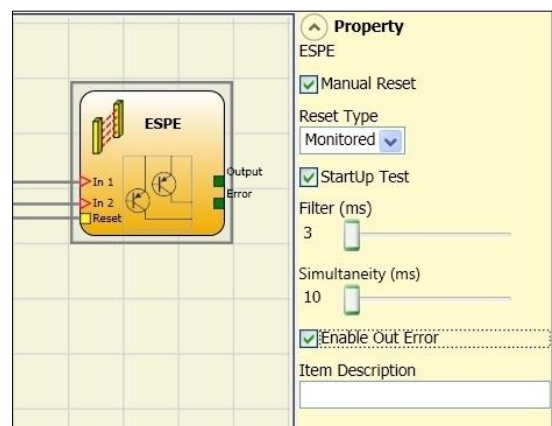 ESPE
Output
Error
In 1
In 2
Reset
Property
ESPE
Manual Reset
Reset Type
Monitored
StartUp Test
Filter (ms)
3
Simultaneity (ms)
10
Enable Out Error
Item Description